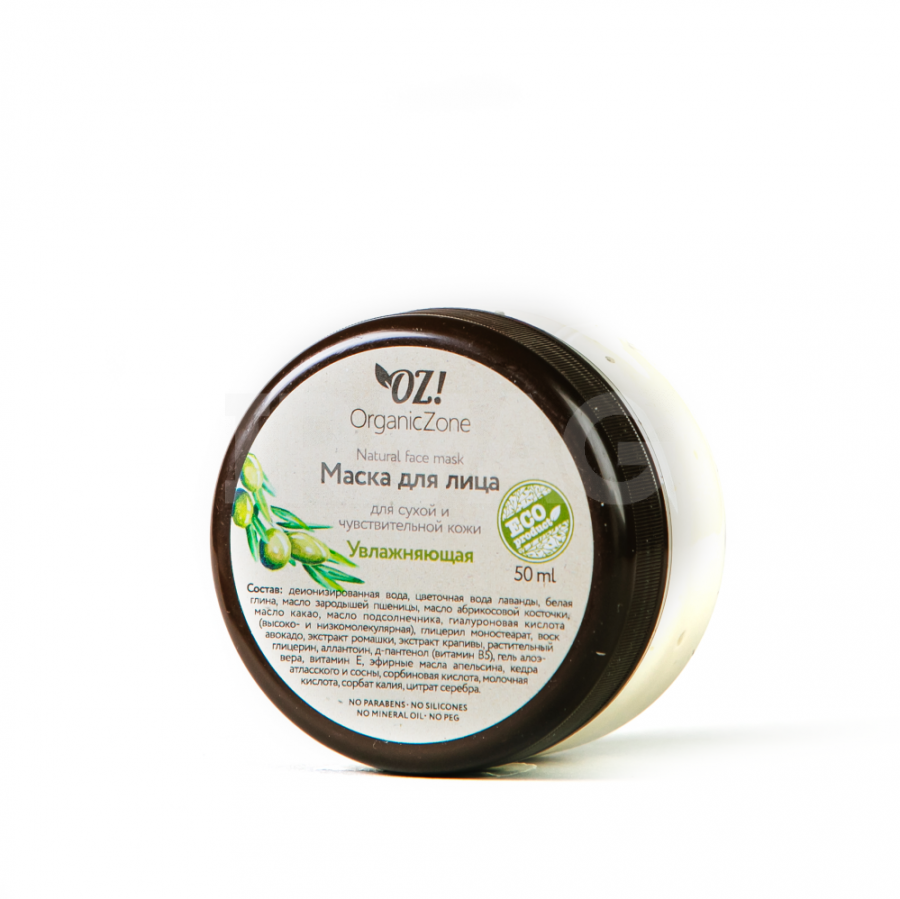 OZ!
OrganicZone
Natural face mask
Маска для лица
для сухой и
чувствительной кожи
Увлажняющая
ECO
product
50 ml
Состав: деионизированная вода, цветочная вода лаванды, белая
глина, масло зародышей пшеницы, масло абрикосовой косточки,
масло какао, масло подсолнечника, гиалуроновая кислота
(высоко- и низкомолекулярная), глицерил моностеарат, воск
авокадо, экстракт ромашки, экстракт крапивы, растительный
глицерин, аллантоин, д-пантенол (витамин В5), гель алоэ-
вера, витамин Е, эфирные масла апельсина, кедра
атласского и сосны, сорбиновая кислота, молочная
кислота, сорбат калия, цитрат серебра.
NO PARABENS · NO SILICONES
NO MINERAL OIL · NO PEG